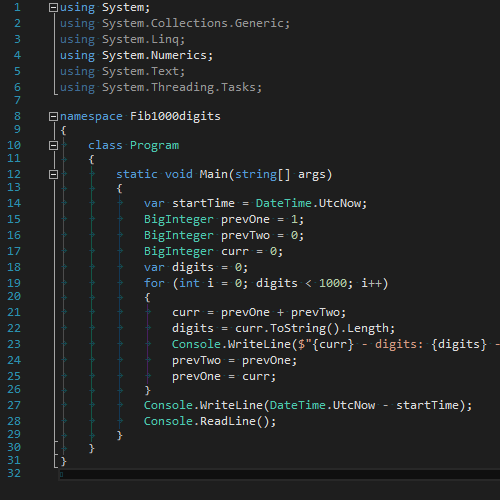 1 using System;
2 using System.Collections.Generic;
3 using System.Linq;
4 using System.Numerics;
5 using System.Text;
6 using System.Threading.Tasks;
7
8 namespace Fib1000digits
9 {
10 class Program
11 {
12 static void Main(string[] args)
13 {
14 var startTime = DateTime.UtcNow;
15 BigInteger prevOne = 1;
16 BigInteger prevTwo = 0;
17 BigInteger curr = 0;
18 var digits = 0;
19 for (int i = 0; digits < 1000; i++)
20 {
21 curr = prevOne + prevTwo;
22 digits = curr.ToString().Length;
23 Console.WriteLine($"{curr} - digits: {digits} -
24 prevTwo = prevOne;
25 prevOne = curr;
26 }
27 Console.WriteLine(DateTime.UtcNow - startTime);
28 Console.ReadLine();
29 }
30 }
31 }
32